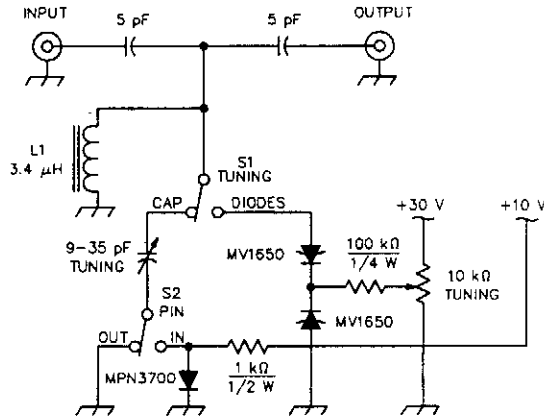 INPUT
5 pF
5 pF
OUTPUT
L1
3.4 μH
S1
TUNING
CAP
DIODES
+30 V
+10 V
9–35 pF
TUNING
MV1650
100 kΩ
1/4 W
10 kΩ
TUNING
S2
PIN
MV1650
OUT
IN
MPN3700
1 kΩ
1/2 W